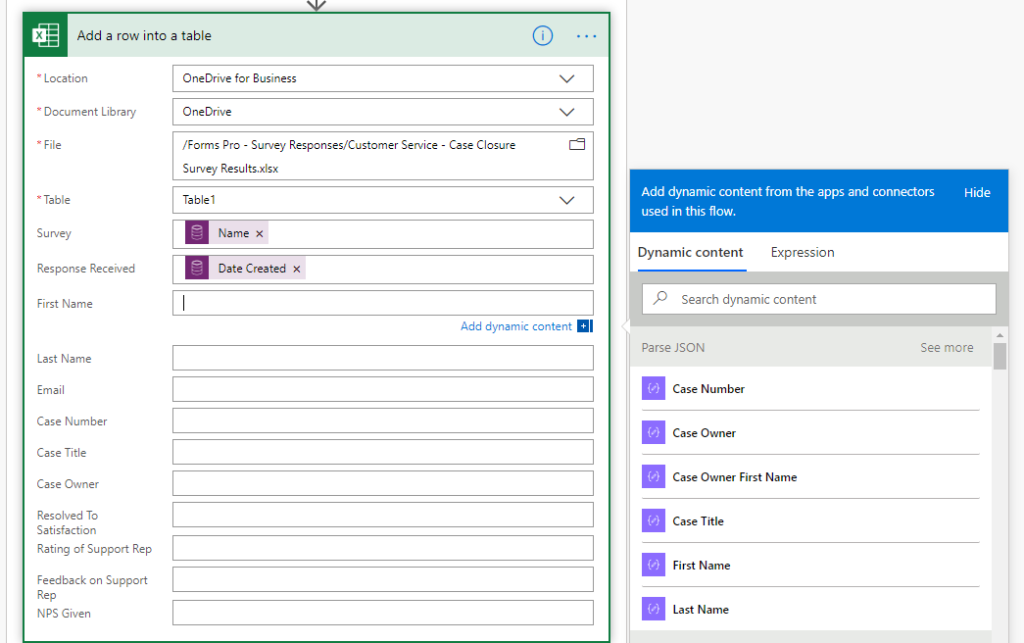 Add a row into a table
* Location
OneDrive for Business
* Document Library
OneDrive
* File
/Forms Pro - Survey Responses/Customer Service - Case Closure
Survey Results.xlsx
* Table
Table1
Survey
Name ×
Response Received
Date Created ×
First Name
Add dynamic content
Last Name
Email
Case Number
Case Title
Case Owner
Resolved To
Satisfaction
Rating of Support Rep
Feedback on Support
Rep
NPS Given
Add dynamic content from the apps and connectors
used in this flow.
Hide
Dynamic content
Expression
Search dynamic content
Parse JSON
See more
Case Number
Case Owner
Case Owner First Name
Case Title
First Name
Last Name